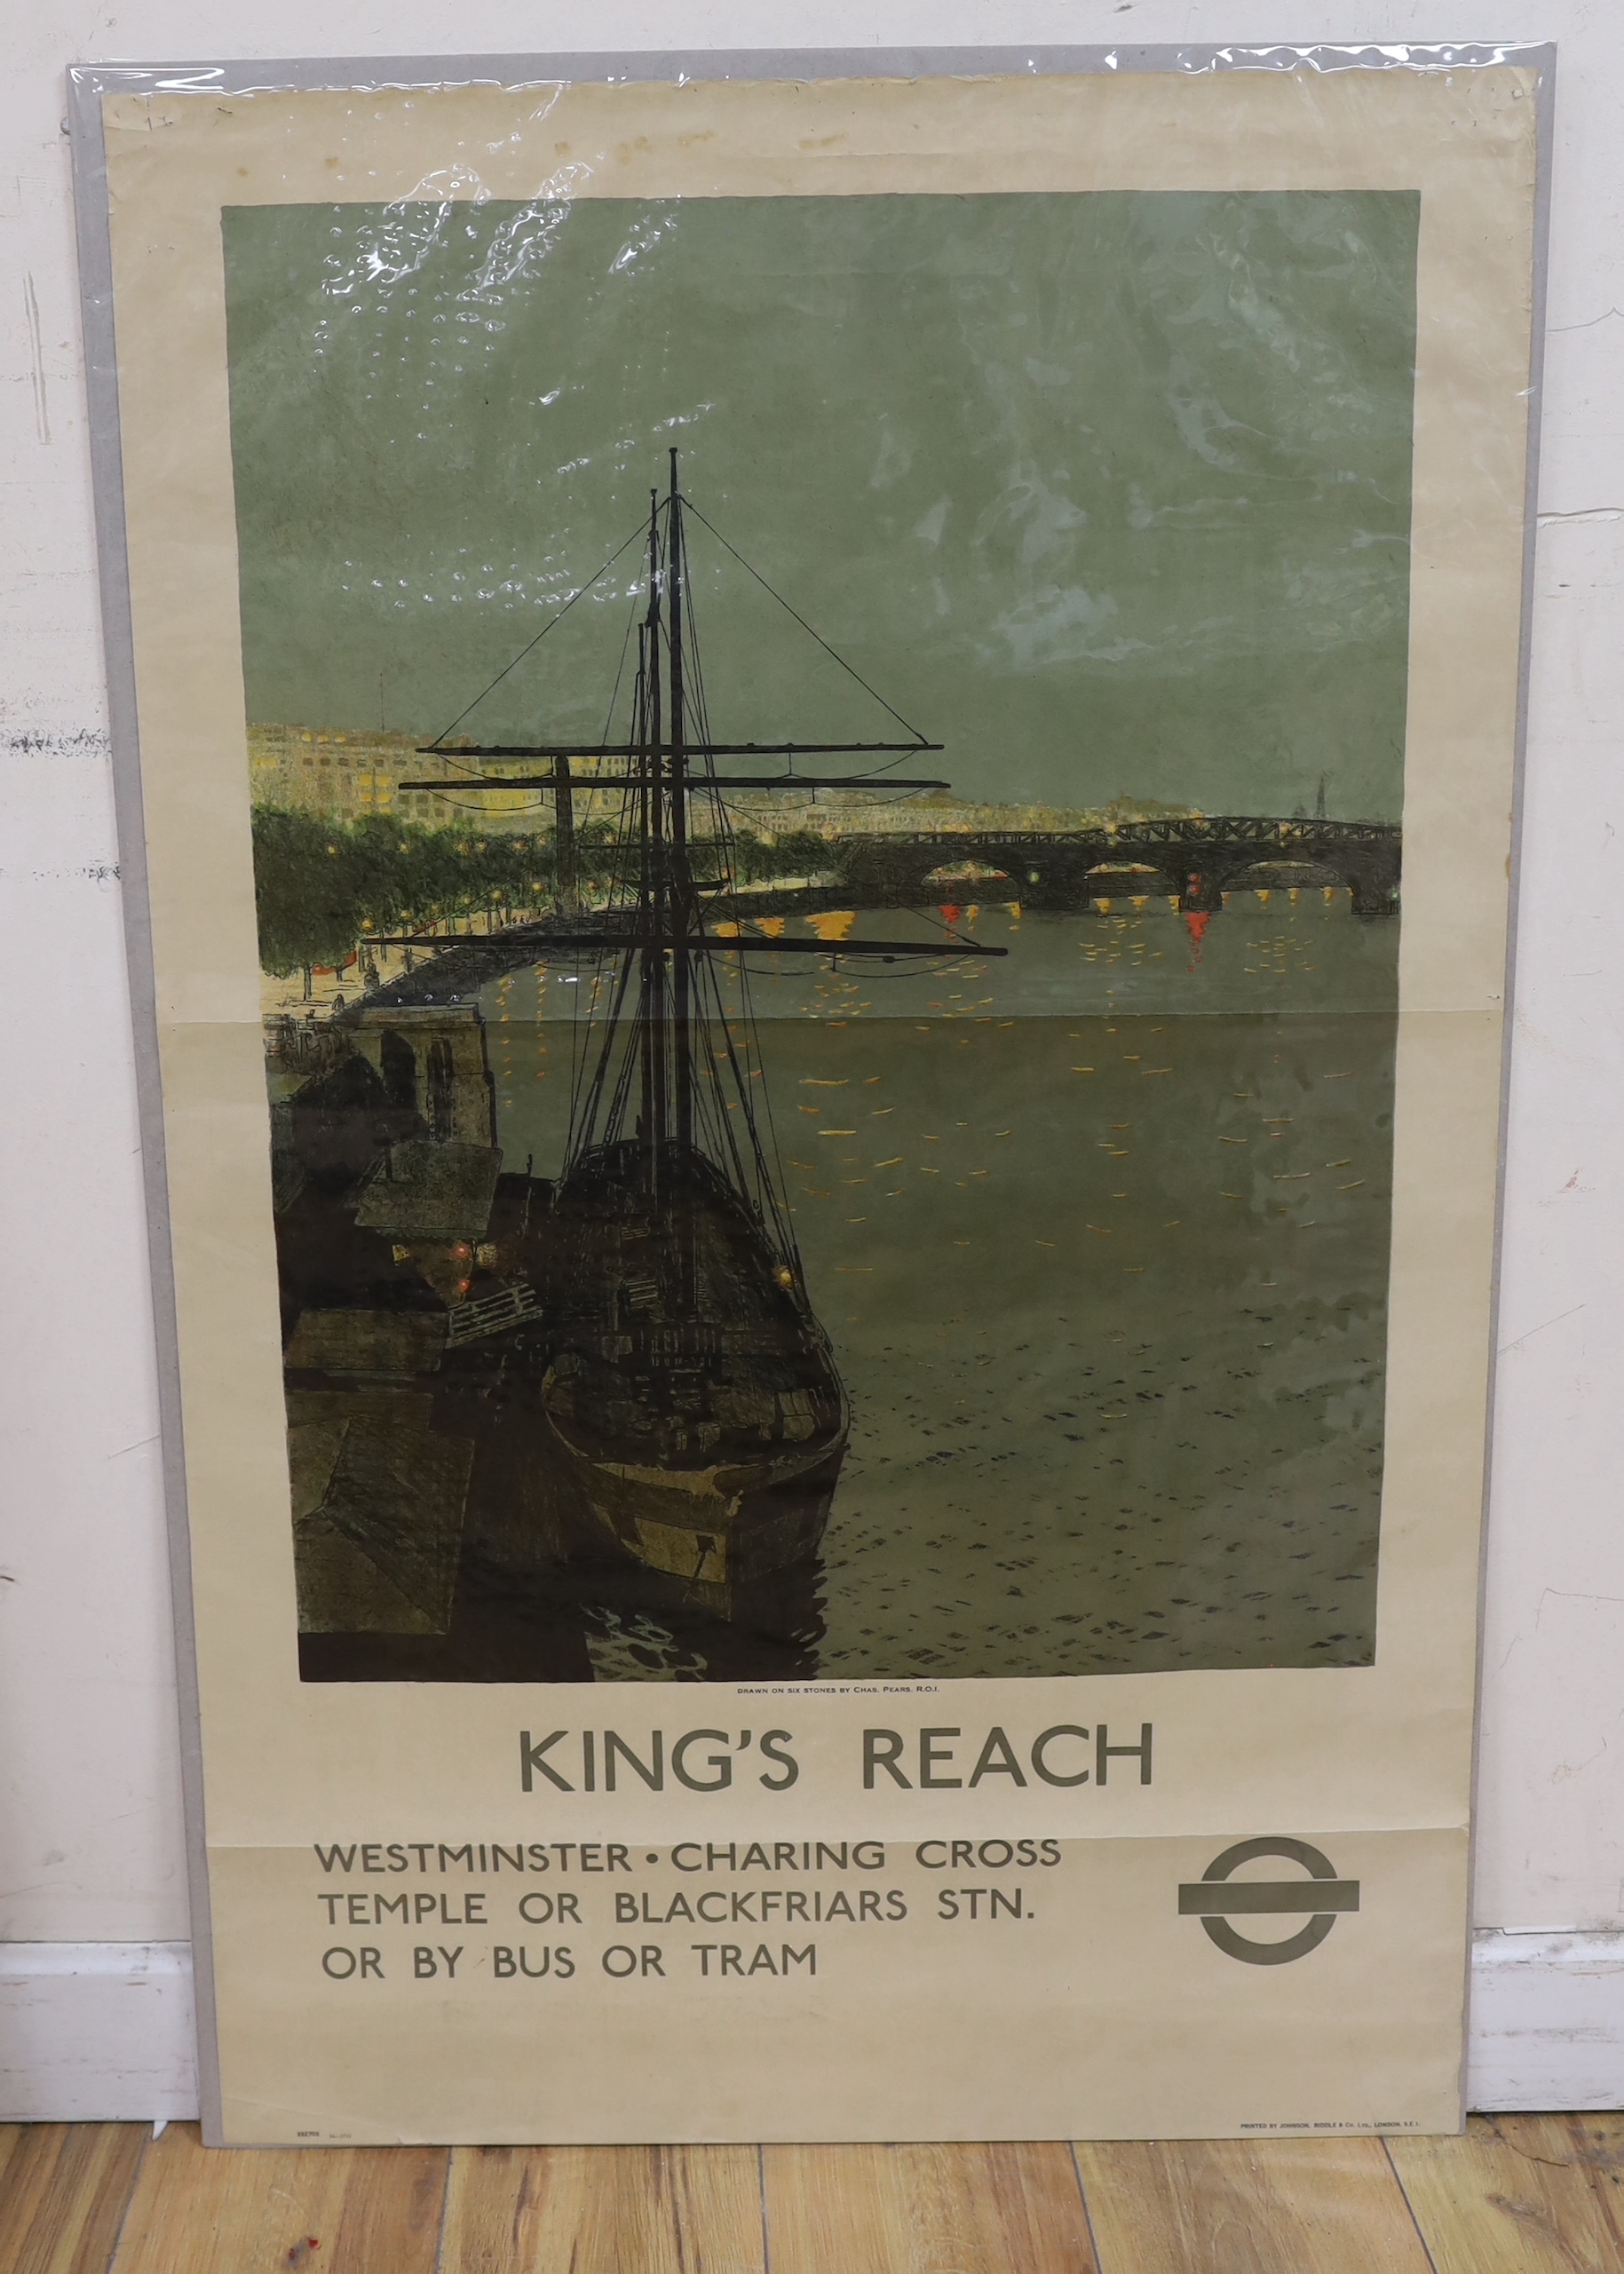 DRAWN ON SIX STONES BY CHAS. PEARS, R.O.I.
KING'S REACH
WESTMINSTER • CHARING CROSS
TEMPLE OR BLACKFRIARS STN.
OR BY BUS OR TRAM
PRINTED BY JOHNSON, RIDDLE & Co. LTD., LONDON, S.E.1.